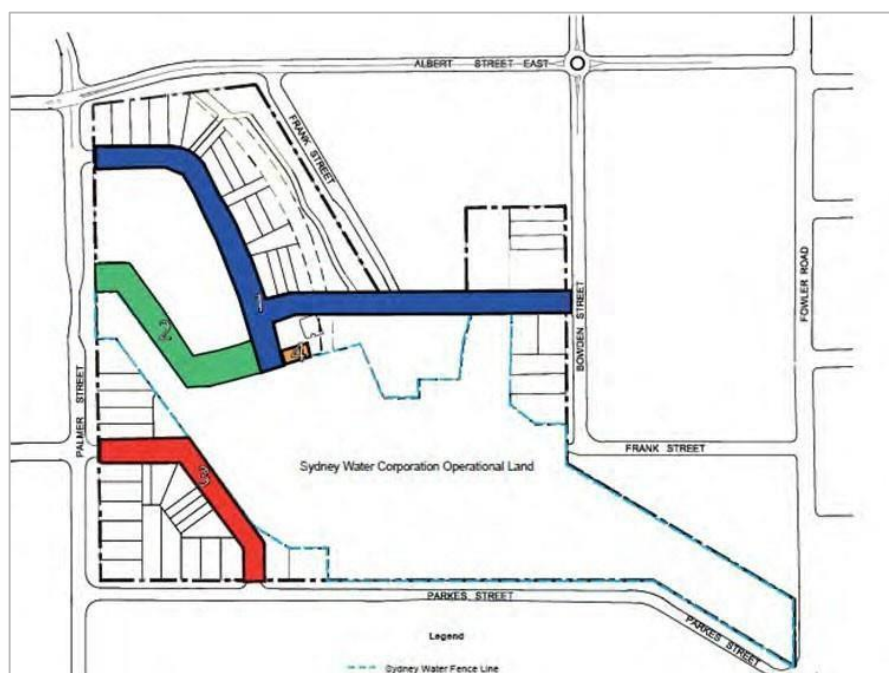 ALBERT STREET EAST
FRANK STREET
FOWLER ROAD
BOWDEN STREET
PALMER STREET
FRANK STREET
Sydney Water Corporation Operational Land
PARKES STREET
PARKES STREET
Legend
Sydney Water Fence Line